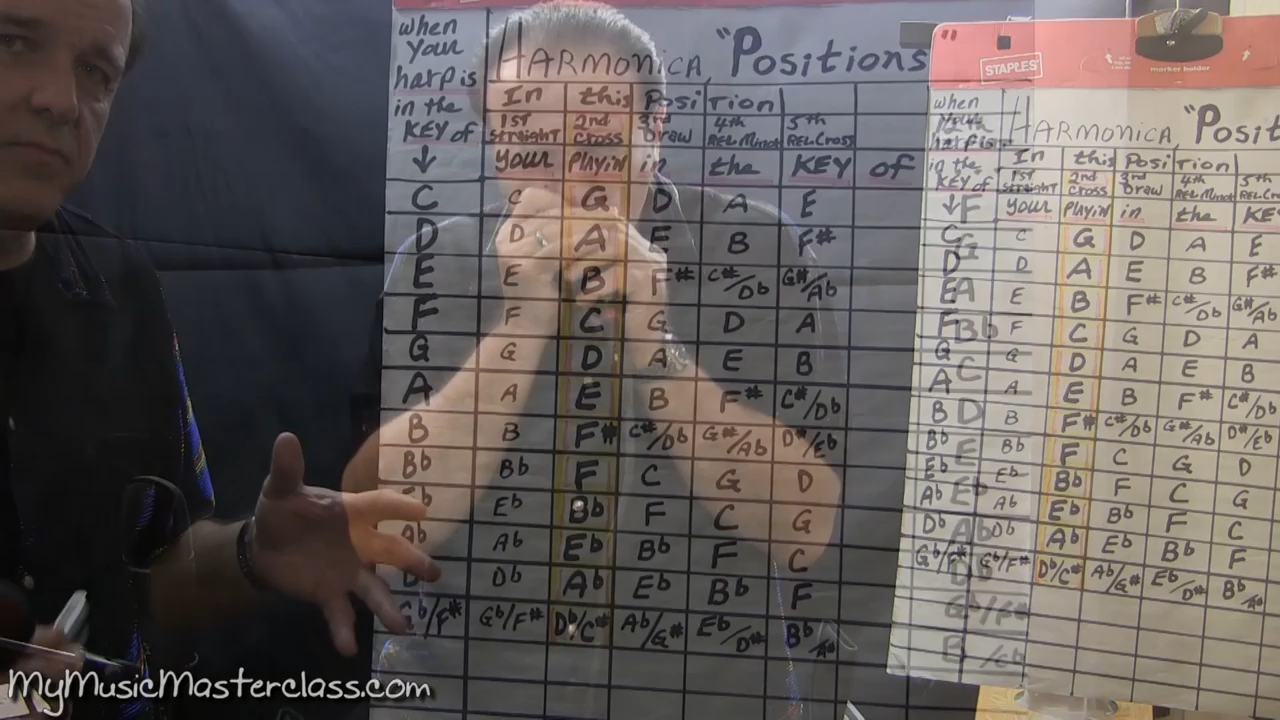 when
your
harp is
in the
KEY of
HARMONICA "Positions
In this Position
1ST 2nd 3rd 4th 5th
STRAIGHT CROSS DRAW REL.Minor REL.CROSS
your PLAYiN in the KEY of
C C G D A E
D D A E B F#
E E B F# C#/Db G#/Ab
F F C G D A
G G D A E B
A A E B F# C#/Db
B B F# C#/Db G#/Ab D#/Eb
Bb Bb F C G D
Eb Eb Bb F C G
Ab Ab Eb Bb F C
Db Ab Eb Bb F
Gb/F# Gb/F# Db/C# Ab/G# Eb/D# Bb/A#
STAPLES
marker holder
when
your
harp is
in the
KEY of
HARMONICA "Posit
In this Position
1ST 2nd 3rd 4th 5th
STRAIGHT CROSS DRAW REL.Minor REL.CROSS
your PLAYiN in the KE
C C G D A E
D D A E B F#
E E B F# C#/Db G#/Ab
F F C G D A
G G D A E B
A A E B F# C#/Db
B B F# C#/Db G#/Ab D#/Eb
Bb Bb F C G D
Eb Eb Bb F C G
Ab Ab Eb Bb F C
Db Db Ab Eb Bb F
Gb/F# Gb/F# Db/C# Ab/G# Eb/D# Bb/A#
F
G
A
Bb
C
D
E
Eb
Ab
Db
Gb/F#
MyMusicMasterclass.com